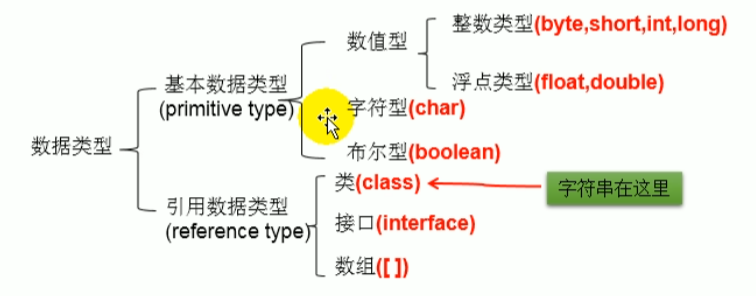 整数类型(byte,short,int,long)
数值型
浮点类型(float,double)
基本数据类型
(primitive type)
字符型(char)
数据类型
布尔型(boolean)
类(class)
字符串在这里
引用数据类型
(reference type)
接口(interface)
数组([ ])